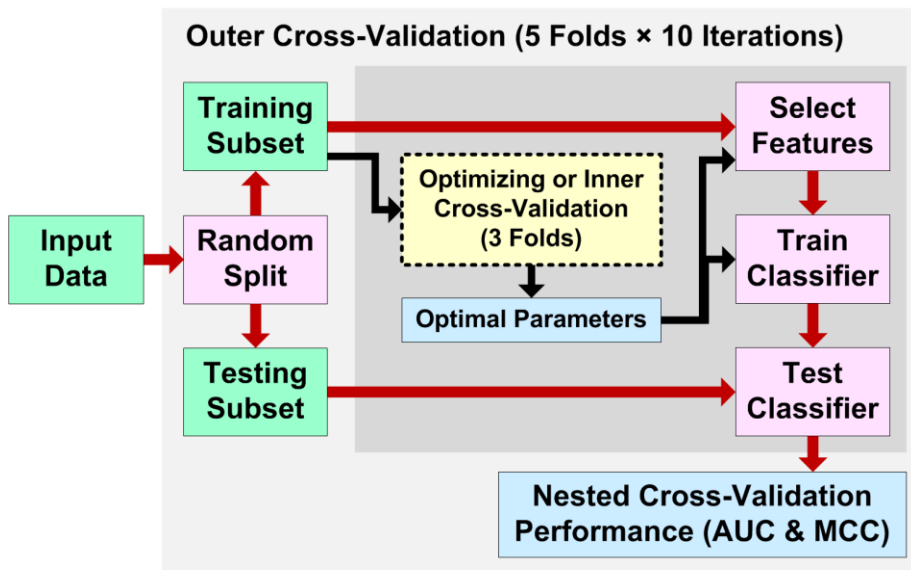 Outer Cross-Validation (5 Folds × 10 Iterations)
Training
Subset
Select
Features
Optimizing or Inner
Cross-Validation
(3 Folds)
Input
Data
Random
Split
Train
Classifier
Optimal Parameters
Testing
Subset
Test
Classifier
Nested Cross-Validation
Performance (AUC & MCC)